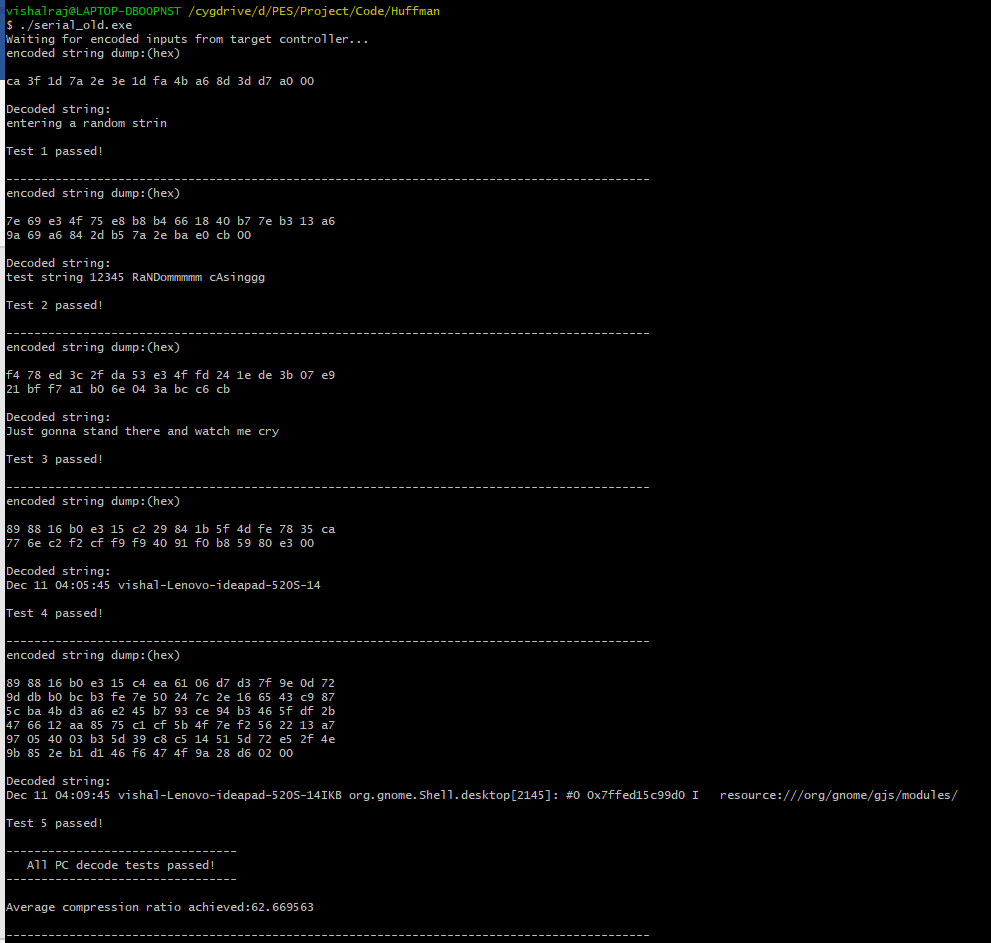 vishalraj@LAPTOP-DBOOPNST /cygdrive/d/PES/Project/Code/Huffman
$ ./serial_old.exe
Waiting for encoded inputs from target controller...
encoded string dump:(hex)
ca 3f 1d 7a 2e 3e 1d fa 4b a6 8d 3d d7 a0 00
Decoded string:
entering a random strin
Test 1 passed!
--------------------------------------------------------------------------------------------
encoded string dump:(hex)
7e 69 e3 4f 75 e8 b8 b4 66 18 40 b7 7e b3 13 a6
9a 69 a6 84 2d b5 7a 2e ba e0 cb 00
Decoded string:
test string 12345 RaNDommmmm cAsinggg
Test 2 passed!
--------------------------------------------------------------------------------------------
encoded string dump:(hex)
f4 78 ed 3c 2f da 53 e3 4f fd 24 1e de 3b 07 e9
21 bf f7 a1 b0 6e 04 3a bc c6 cb
Decoded string:
Just gonna stand there and watch me cry
Test 3 passed!
--------------------------------------------------------------------------------------------
encoded string dump:(hex)
89 88 16 b0 e3 15 c2 29 84 1b 5f 4d fe 78 35 ca
77 6e c2 f2 cf f9 f9 40 91 f0 b8 59 80 e3 00
Decoded string:
Dec 11 04:05:45 vishal-Lenovo-ideapad-520S-14
Test 4 passed!
--------------------------------------------------------------------------------------------
encoded string dump:(hex)
89 88 16 b0 e3 15 c4 ea 61 06 d7 d3 7f 9e 0d 72
9d db b0 bc b3 fe 7e 50 24 7c 2e 16 65 43 c9 87
5c ba 4b d3 a6 e2 45 b7 93 ce 94 b3 46 5f df 2b
47 66 12 aa 85 75 c1 cf 5b 4f 7e f2 56 22 13 a7
97 05 40 03 b3 5d 39 c8 c5 14 51 5d 72 e5 2f 4e
9b 85 2e b1 d1 46 f6 47 4f 9a 28 d6 02 00
Decoded string:
Dec 11 04:09:45 vishal-Lenovo-ideapad-520S-14IKB org.gnome.Shell.desktop[2145]: #0 0x7ffed15c99d0 I   resource:///org/gnome/gjs/modules/
Test 5 passed!
---------------------------------
   All PC decode tests passed!
---------------------------------
Average compression ratio achieved:62.669563
--------------------------------------------------------------------------------------------